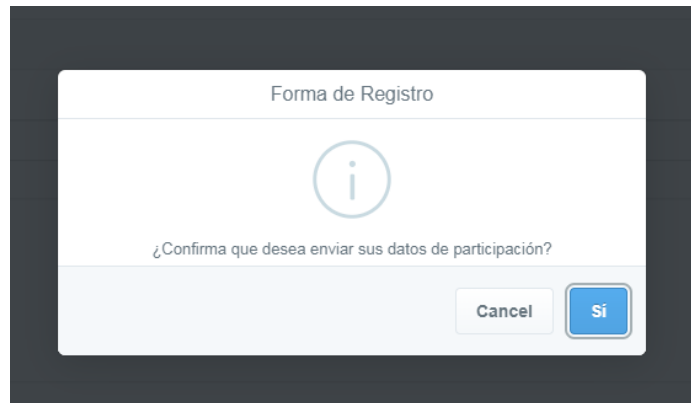 Forma de Registro
¿Confirma que desea enviar sus datos de participación?
Cancel Sí